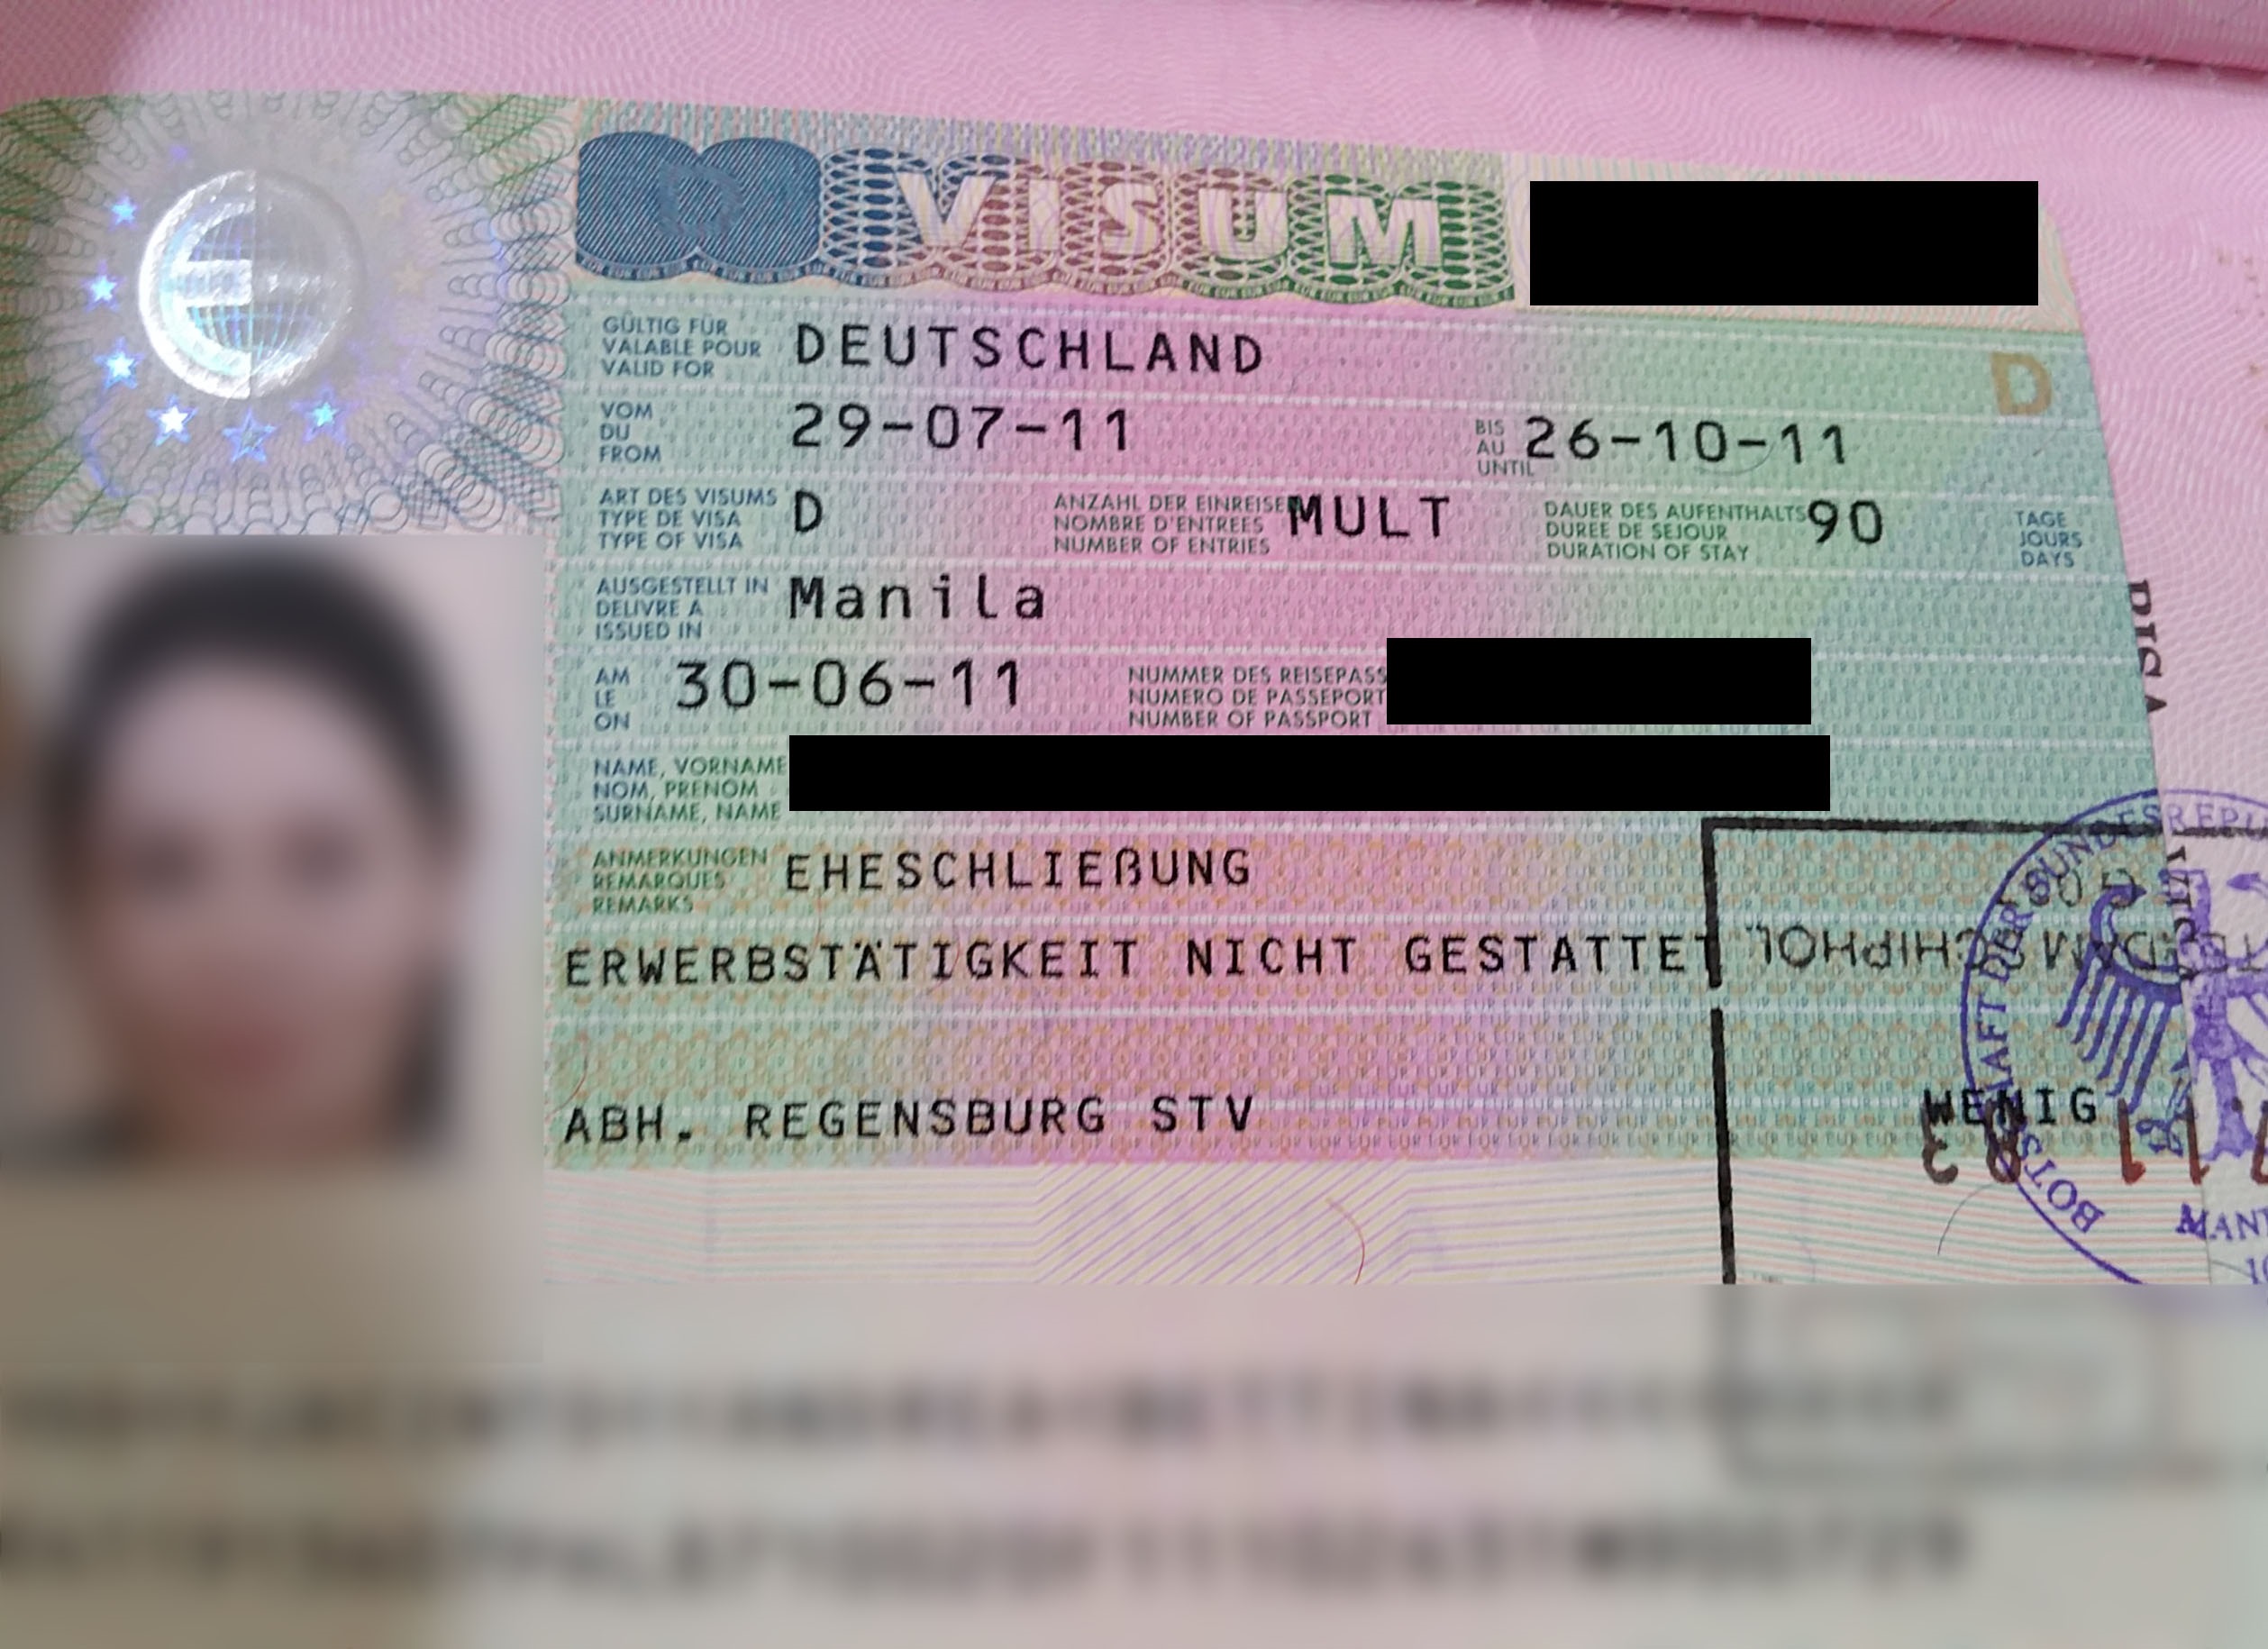 VISUM
GÜLTIG FÜR
VALABLE POUR
VALID FOR
DEUTSCHLAND
D
VOM
DU
FROM
29-07-11
BIS
AU
UNTIL
26-10-11
ART DES VISUMS
TYPE DE VISA
TYPE OF VISA
D
ANZAHL DER EINREISEN
NOMBRE D'ENTREES
NUMBER OF ENTRIES
MULT
DAUER DES AUFENTHALTS
DUREE DE SEJOUR
DURATION OF STAY
90
TAGE
JOURS
DAYS
AUSGESTELLT IN
DELIVRE A
ISSUED IN
Manila
AM
LE
ON
30-06-11
NUMMER DES REISEPASS
NUMERO DE PASSEPORT
NUMBER OF PASSPORT
NAME, VORNAME
NOM, PRENOM
SURNAME, NAME
ANMERKUNGEN
REMARQUES
REMARKS
EHESCHLIEßUNG
ERWERBSTÄTIGKEIT NICHT GESTATTET
ABH. REGENSBURG STV
WENIG
SCHIPHOL
BOTSCHAFT DER BUNDESREPU
MANI